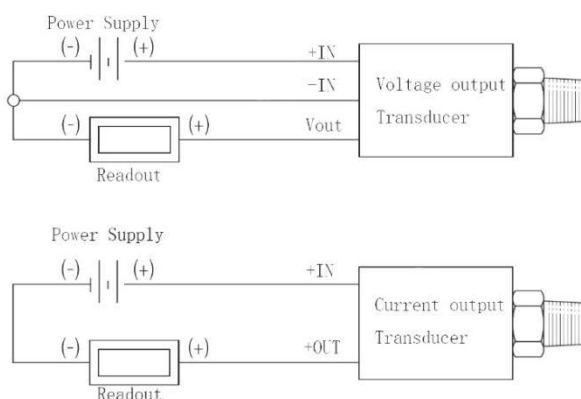 Power Supply
(-) (+) +IN
-IN
Voltage output
Transducer
(-) (+) Vout
Readout
Power Supply
(-) (+) +IN
Current output
Transducer
(-) (+) +OUT
Readout